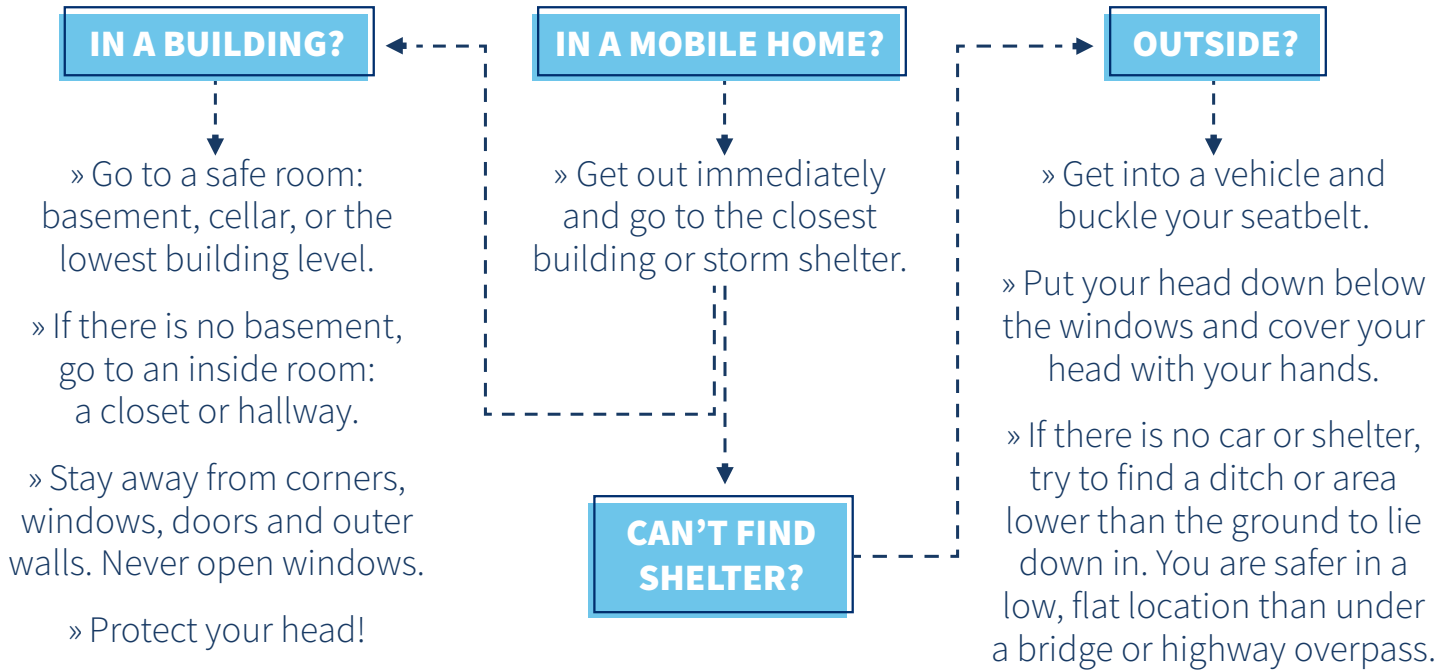 IN A BUILDING?
» Go to a safe room:
basement, cellar, or the
lowest building level.
» If there is no basement,
go to an inside room:
a closet or hallway.
» Stay away from corners,
windows, doors and outer
walls. Never open windows.
» Protect your head!
IN A MOBILE HOME?
» Get out immediately
and go to the closest
building or storm shelter.
CAN’T FIND
SHELTER?
OUTSIDE?
» Get into a vehicle and
buckle your seatbelt.
» Put your head down below
the windows and cover your
head with your hands.
» If there is no car or shelter,
try to find a ditch or area
lower than the ground to lie
down in. You are safer in a
low, flat location than under
a bridge or highway overpass.